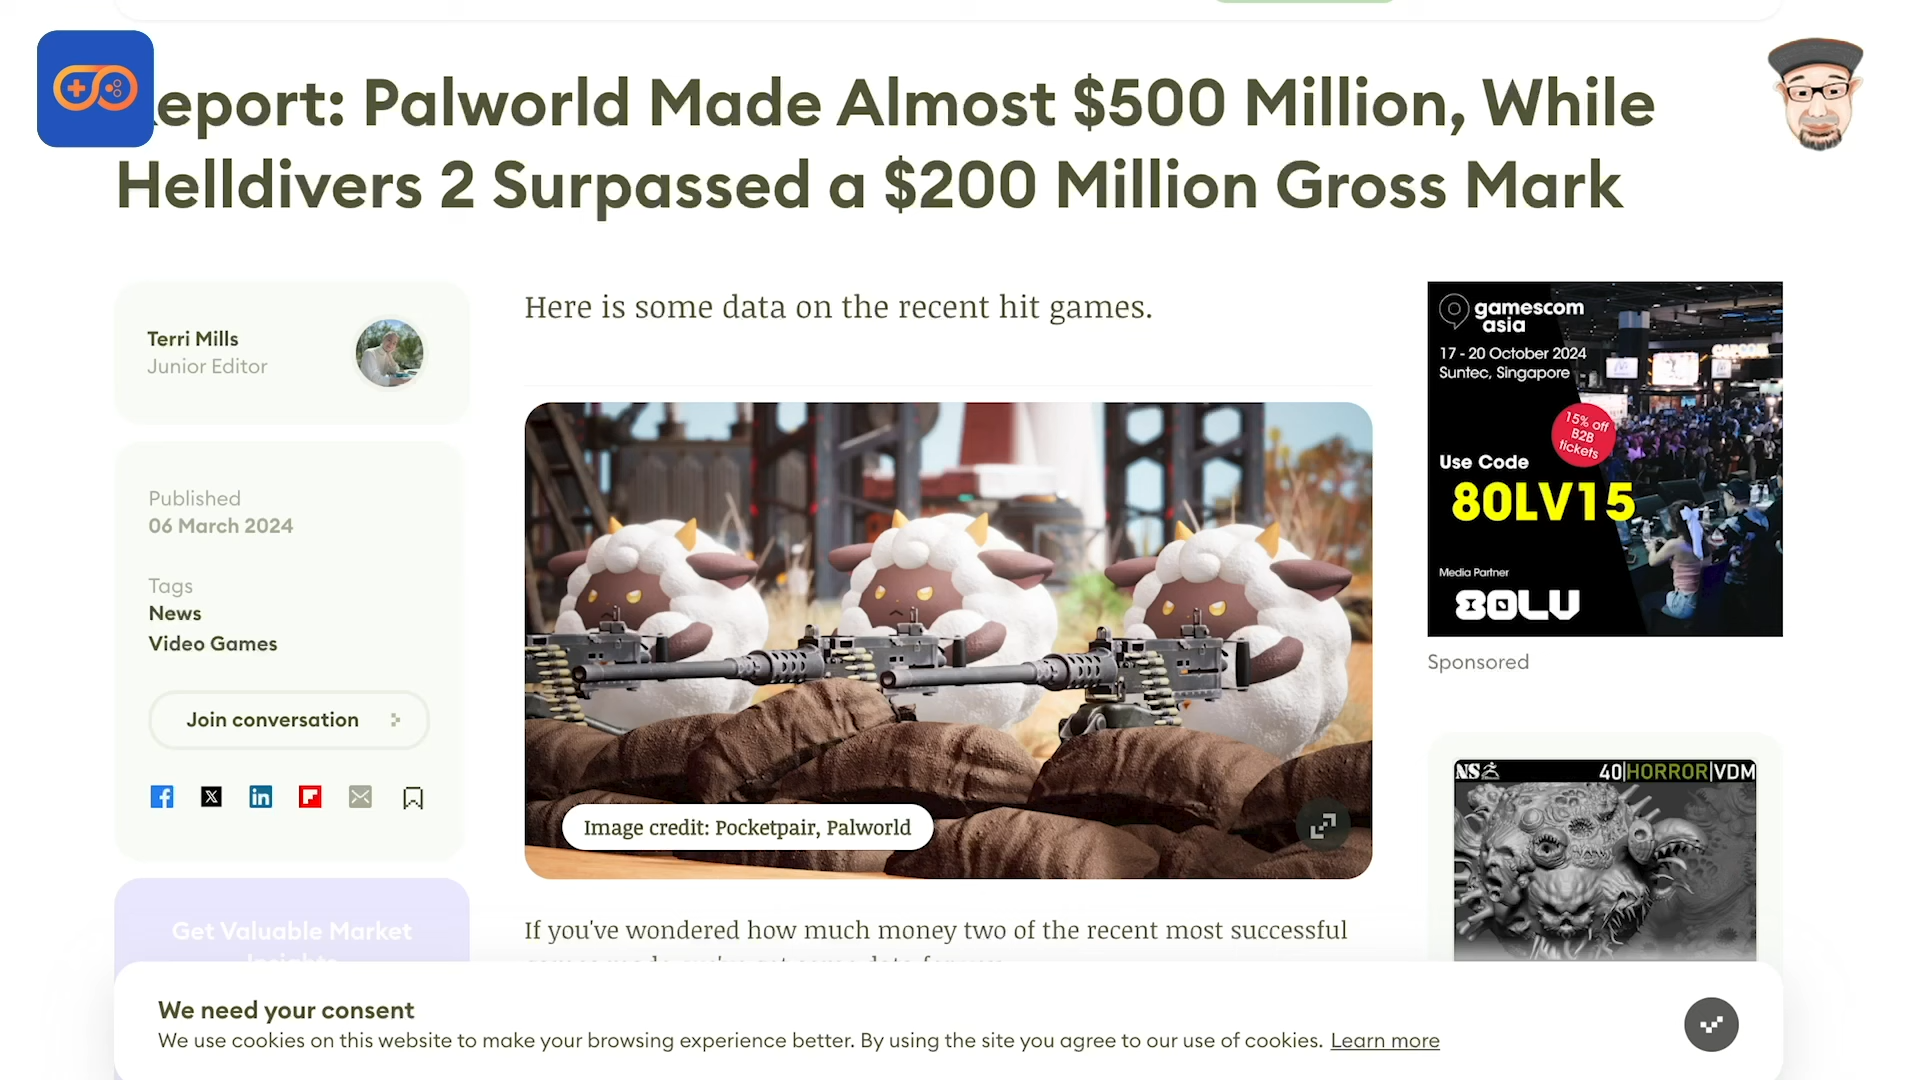 eport: Palworld Made Almost $500 Million, While
Helldivers 2 Surpassed a $200 Million Gross Mark
Terri Mills
Junior Editor
Published
06 March 2024
Tags
News
Video Games
Join conversation
Get Valuable Market
Insights
Here is some data on the recent hit games.
Image credit: Pocketpair, Palworld
If you've wondered how much money two of the recent most successful
gamescom
asia
17 - 20 October 2024
Suntec, Singapore
15% off
B2B
tickets
Use Code
80LV15
Media Partner
80LV
Sponsored
NS
40|HORROR|VDM
We need your consent
We use cookies on this website to make your browsing experience better. By using the site you agree to our use of cookies. Learn more